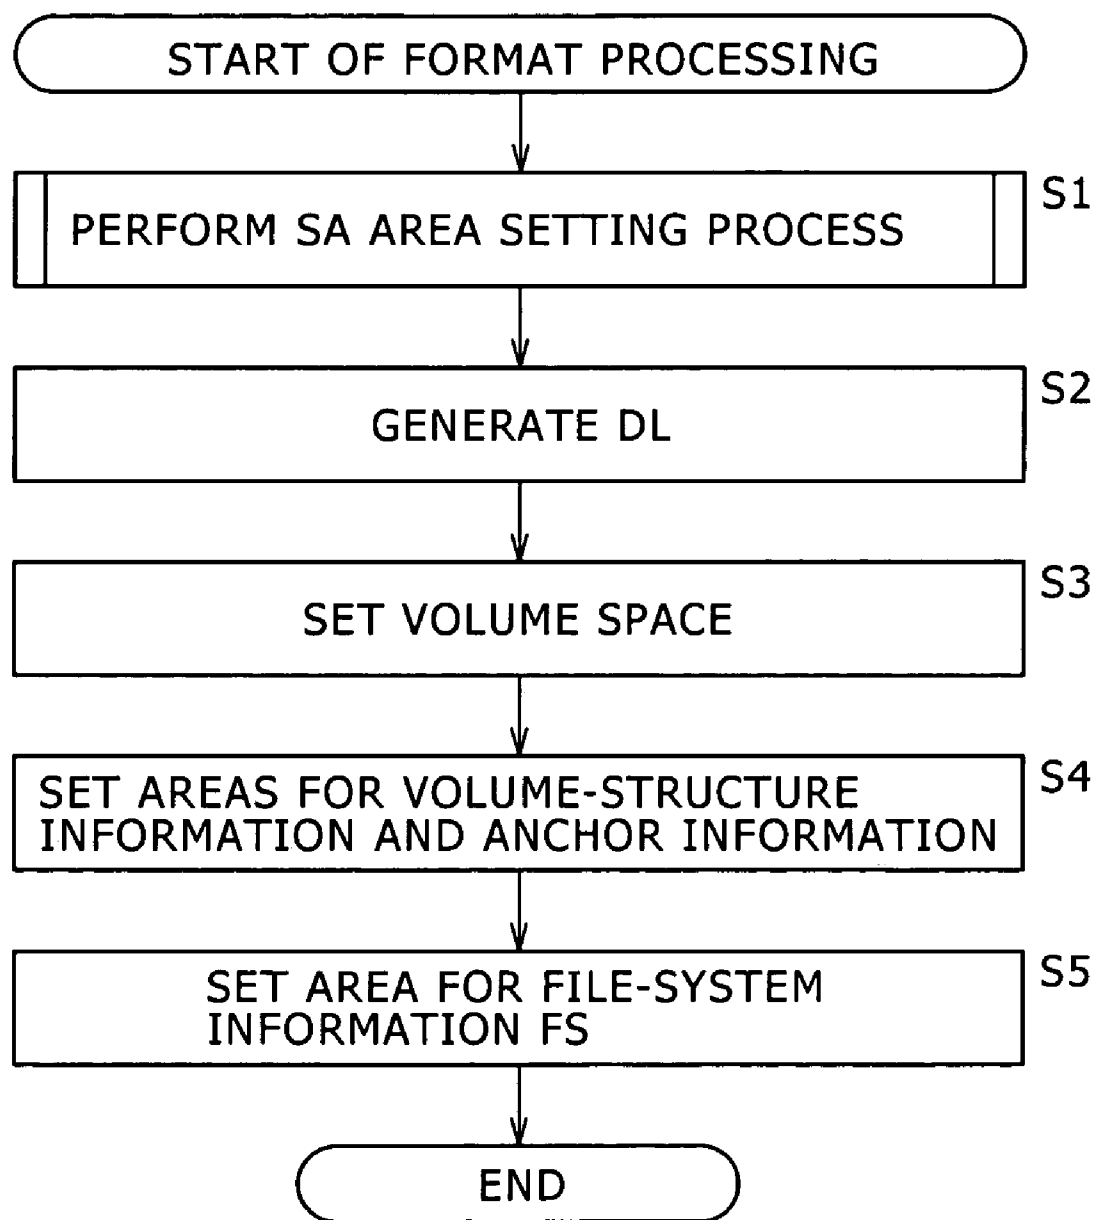 START OF FORMAT PROCESSING
S1
PERFORM SA AREA SETTING PROCESS
S2
GENERATE DL
S3
SET VOLUME SPACE
S4
SET AREAS FOR VOLUME-STRUCTURE
INFORMATION AND ANCHOR INFORMATION
S5
SET AREA FOR FILE-SYSTEM
INFORMATION FS
END